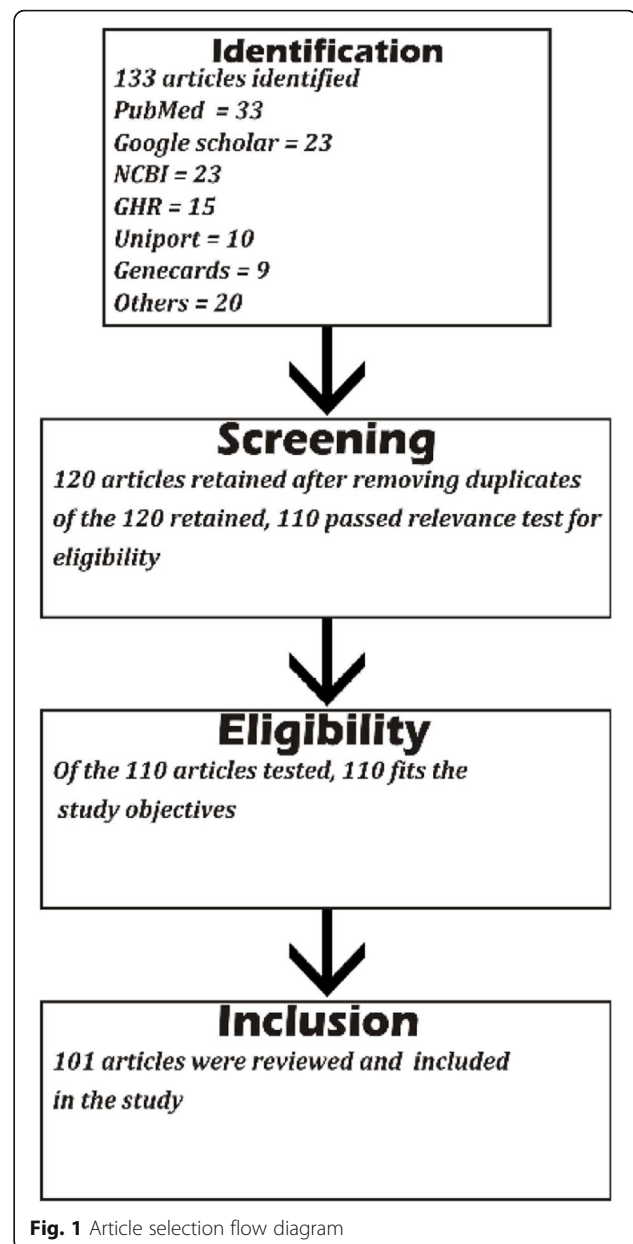 Identification
133 articles identified
PubMed = 33
Google scholar = 23
NCBI = 23
GHR = 15
Uniport = 10
Genecards = 9
Others = 20
Screening
120 articles retained after removing duplicates
of the 120 retained, 110 passed relevance test for
eligibility
Eligibility
Of the 110 articles tested, 110 fits the
study objectives
Inclusion
101 articles were reviewed and included
in the study
Fig. 1 Article selection flow diagram